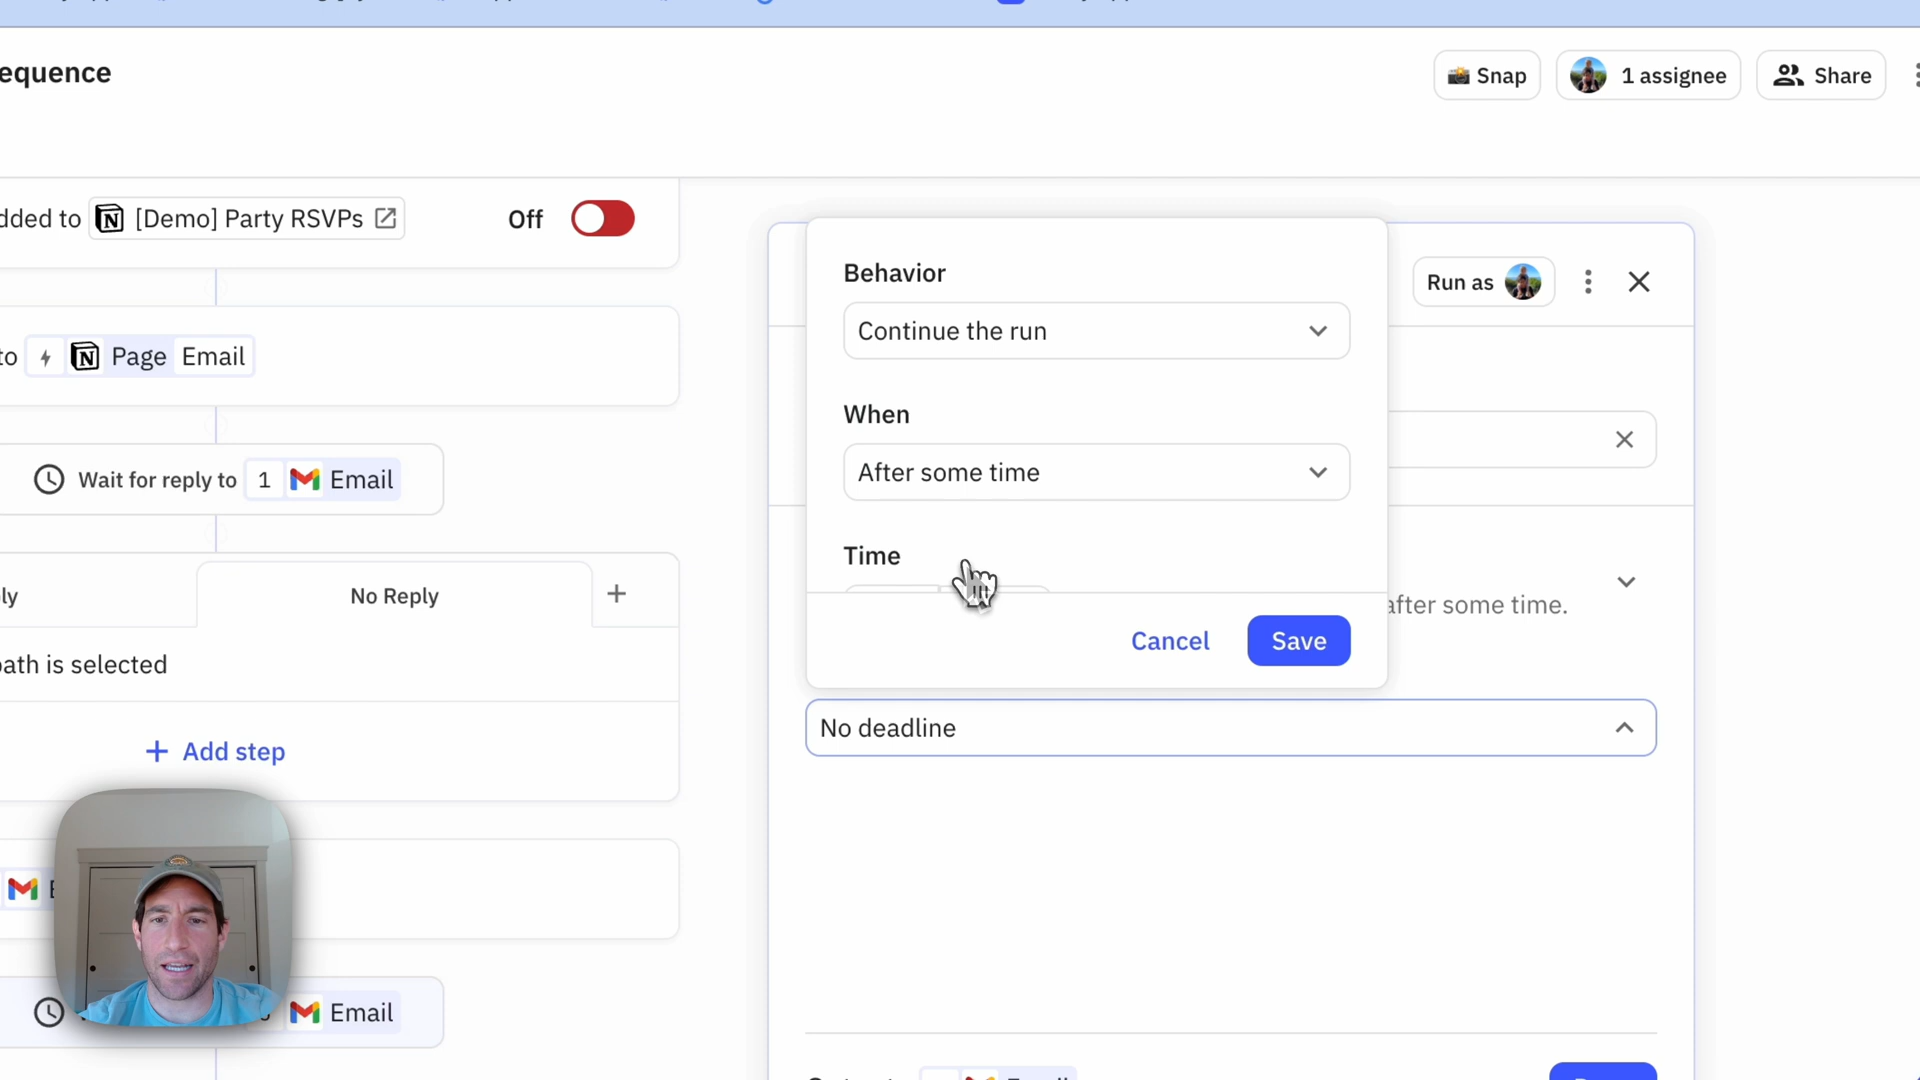 equence
Snap
1 assignee
Share
dded to [Demo] Party RSVPs
Off
to Page Email
Wait for reply to 1 Email
ly
No Reply
+
path is selected
+ Add step
Email
Run as
Behavior
Continue the run
When
After some time
Time
after some time.
Cancel
Save
No deadline